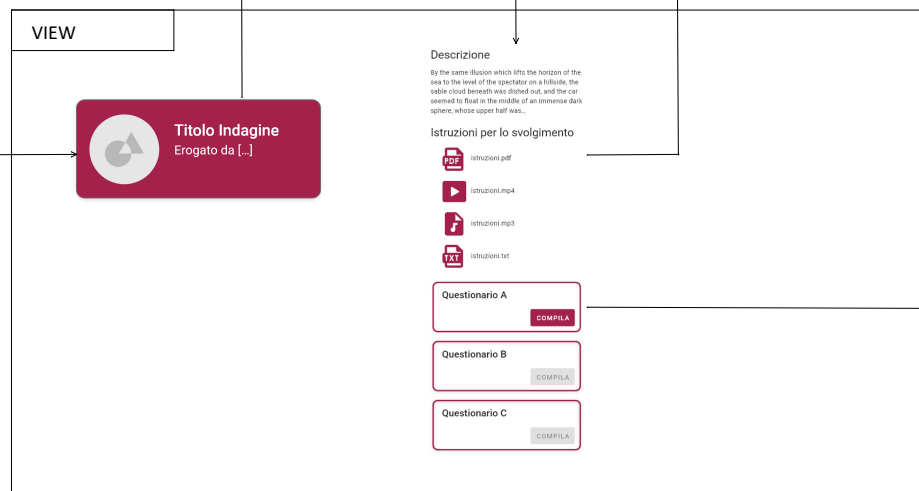 VIEW
Titolo Indagine
Erogato da [...]
Descrizione
By the same illusion which lifts the horizon of the
sea to the level of the spectator on a hillside, the
sable cloud beneath was dished out, and the car
seemed to float in the middle of an immense dark
sphere, whose upper half was...
Istruzioni per lo svolgimento
PDF istruzioni.pdf
istruzioni.mp4
istruzioni.mp3
TXT istruzioni.txt
Questionario A
COMPILA
Questionario B
COMPILA
Questionario C
COMPILA